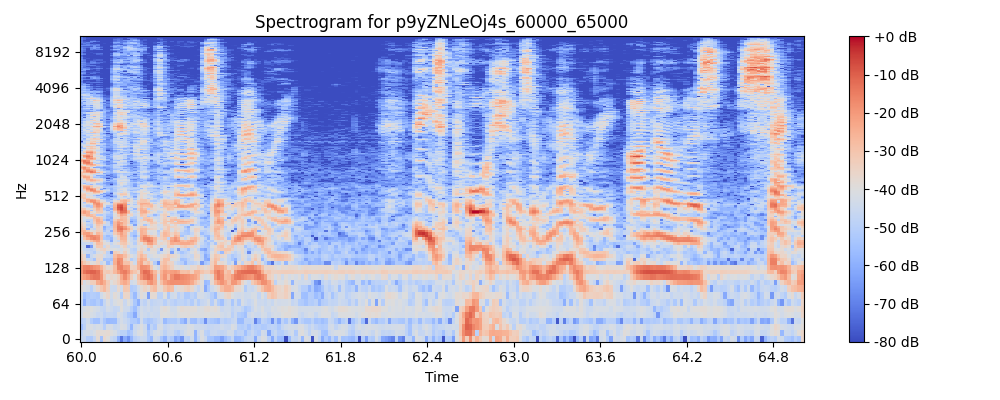 Spectrogram for p9yZNLeOj4s_60000_65000
+0 dB
8192
-10 dB
4096
-20 dB
2048
-30 dB
1024
-40 dB
Hz
512
-50 dB
256
-60 dB
128
-70 dB
64
0
-80 dB
60.0 60.6 61.2 61.8 62.4 63.0 63.6 64.2 64.8
Time